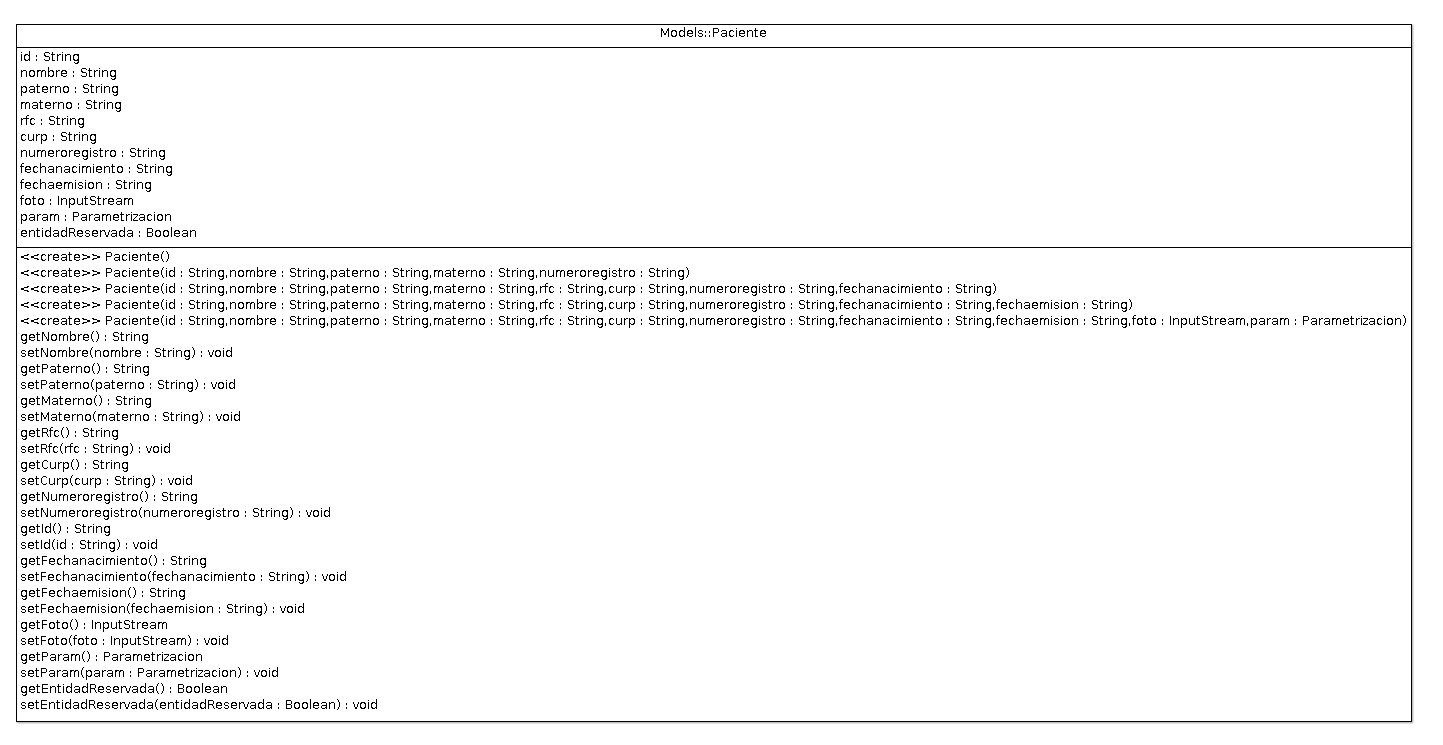 Models::Paciente
id : String
nombre : String
paterno : String
materno : String
rfc : String
curp : String
numeroregistro : String
fechanacimiento : String
fechaemision : String
foto : InputStream
param : Parametrizacion
entidadReservada : Boolean
<<create>> Paciente()
<<create>> Paciente(id : String,nombre : String,paterno : String,materno : String,numeroregistro : String)
<<create>> Paciente(id : String,nombre : String,paterno : String,materno : String,rfc : String,curp : String,numeroregistro : String,fechanacimiento : String)
<<create>> Paciente(id : String,nombre : String,paterno : String,materno : String,rfc : String,curp : String,numeroregistro : String,fechanacimiento : String,fechaemision : String)
<<create>> Paciente(id : String,nombre : String,paterno : String,materno : String,rfc : String,curp : String,numeroregistro : String,fechanacimiento : String,fechaemision : String,foto : InputStream,param : Parametrizacion)
getNombre() : String
setNombre(nombre : String) : void
getPaterno() : String
setPaterno(paterno : String) : void
getMaterno() : String
setMaterno(materno : String) : void
getRfc() : String
setRfc(rfc : String) : void
getCurp() : String
setCurp(curp : String) : void
getNumeroregistro() : String
setNumeroregistro(numeroregistro : String) : void
getId() : String
setId(id : String) : void
getFechanacimiento() : String
setFechanacimiento(fechanacimiento : String) : void
getFechaemision() : String
setFechaemision(fechaemision : String) : void
getFoto() : InputStream
setFoto(foto : InputStream) : void
getParam() : Parametrizacion
setParam(param : Parametrizacion) : void
getEntidadReservada() : Boolean
setEntidadReservada(entidadReservada : Boolean) : void